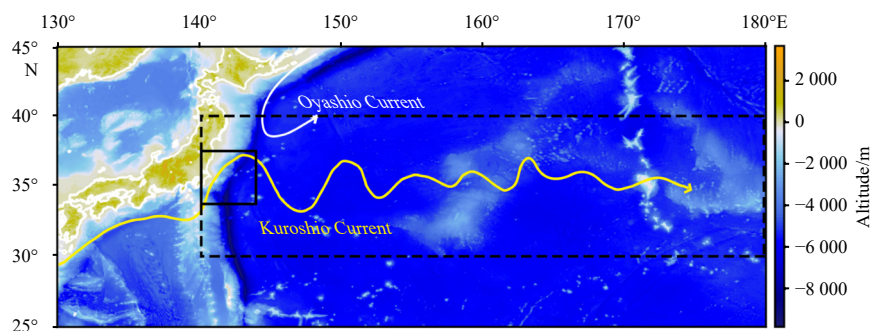 130° 140° 150° 160° 170° 180°E
45°
N
40°
35°
30°
25°
Oyashio Current
Kuroshio Current
2 000
0
−2 000
−4 000
−6 000
−8 000
Altitude/m